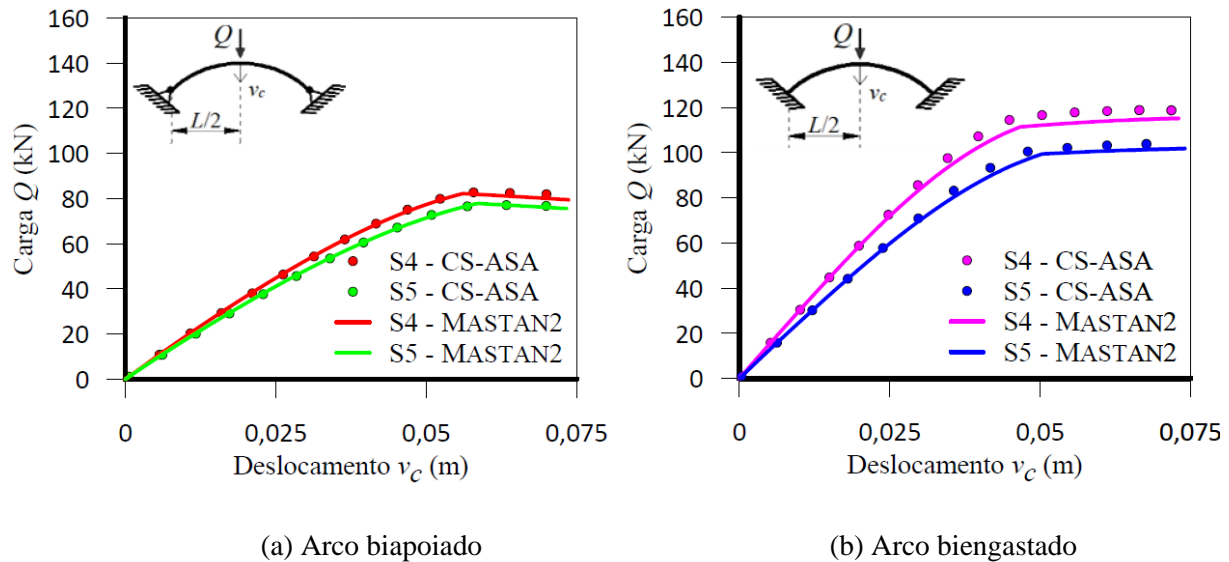 160
140
120
100
80
60
40
20
0
Carga Q (kN)
Q
v_c
L/2
S4 - CS-ASA
S5 - CS-ASA
S4 - MASTAN2
S5 - MASTAN2
0
0,025
0,05
0,075
Deslocamento v_c (m)
(a) Arco biapoiado
160
140
120
100
80
60
40
20
0
Carga Q (kN)
Q
v_c
L/2
S4 - CS-ASA
S5 - CS-ASA
S4 - MASTAN2
S5 - MASTAN2
0
0,025
0,05
0,075
Deslocamento v_c (m)
(b) Arco biengastado